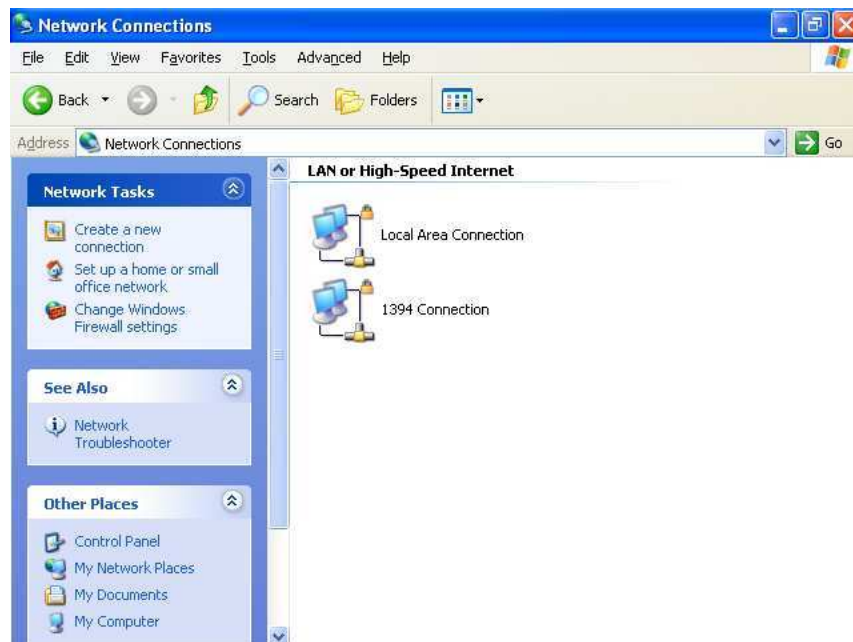 Network Connections
File Edit View Favorites Tools Advanced Help
Back Search Folders
Address Network Connections Go
Network Tasks
Create a new
connection
Set up a home or small
office network
Change Windows
Firewall settings
See Also
Network
Troubleshooter
Other Places
Control Panel
My Network Places
My Documents
My Computer
LAN or High-Speed Internet
Local Area Connection
1394 Connection